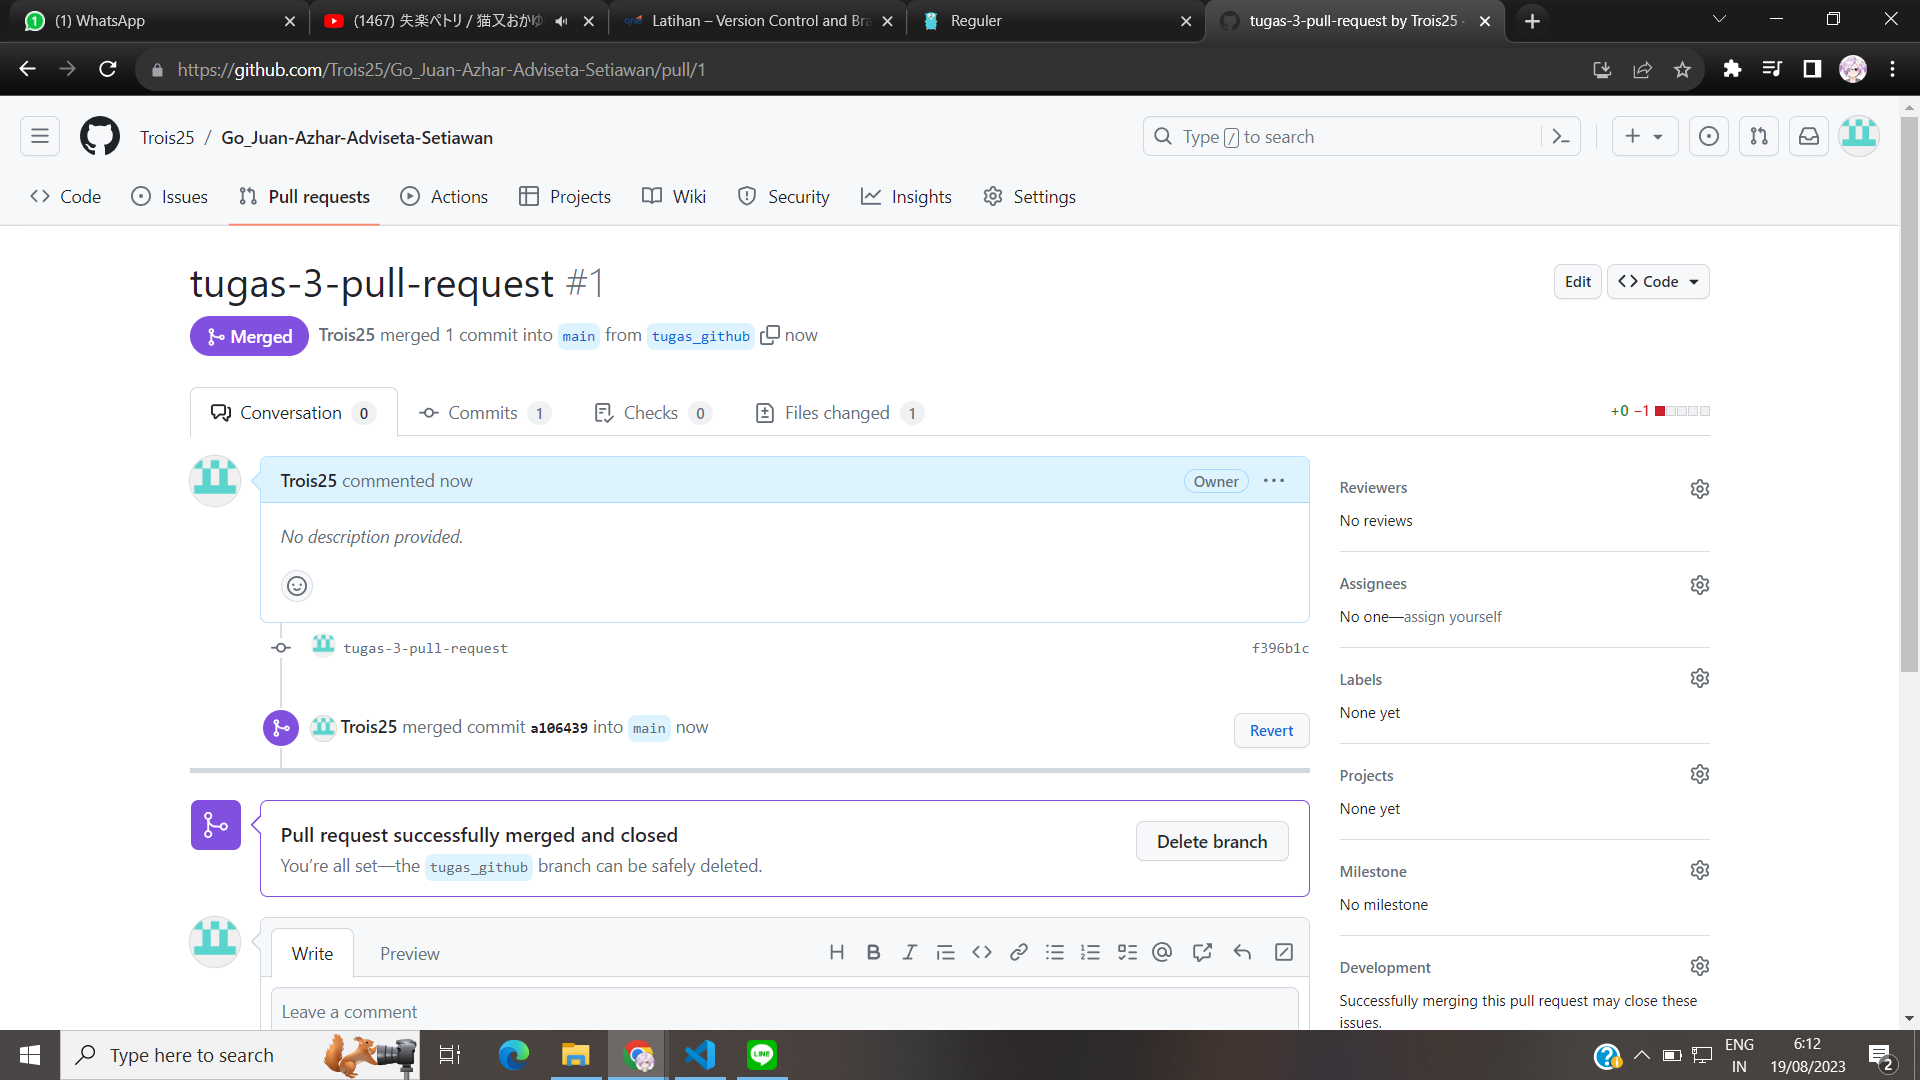 (1) WhatsApp
(1467) 失楽ペトリ / 猫又おかゆ
Latihan – Version Control and Bra
Reguler
tugas-3-pull-request by Trois25 ·
https://github.com/Trois25/Go_Juan-Azhar-Adviseta-Setiawan/pull/1
Trois25 / Go_Juan-Azhar-Adviseta-Setiawan
Type / to search
Code
Issues
Pull requests
Actions
Projects
Wiki
Security
Insights
Settings
tugas-3-pull-request #1
Edit
Code
Merged
Trois25 merged 1 commit into main from tugas_github now
Conversation 0
Commits 1
Checks 0
Files changed 1
+0 −1
Trois25 commented now
Owner
No description provided.
tugas-3-pull-request
f396b1c
Trois25 merged commit a106439 into main now
Revert
Pull request successfully merged and closed
You're all set—the tugas_github branch can be safely deleted.
Delete branch
Write
Preview
Leave a comment
Reviewers
No reviews
Assignees
No one—assign yourself
Labels
None yet
Projects
None yet
Milestone
No milestone
Development
Successfully merging this pull request may close these
issues.
Type here to search
LINE
ENG
IN
6:12
19/08/2023
2